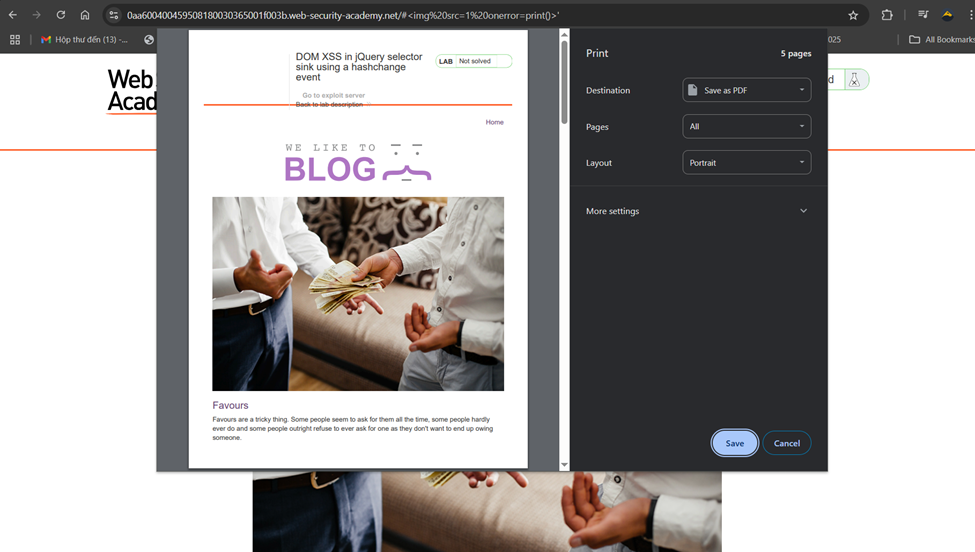 0aa600400459508180030365001f003b.web-security-academy.net/#<img%20src=1%20onerror=print()>'
Hộp thư đến (13) -...
2025
All Bookmarks
Web
Acad
DOM XSS in jQuery selector
sink using a hashchange
event
LAB Not solved
Go to exploit server
Back to lab description
Home
WE LIKE TO
BLOG
Favours
Favours are a tricky thing. Some people seem to ask for them all the time, some people hardly
ever do and some people outright refuse to ever ask for one as they don't want to end up owing
someone.
Print 5 pages
Destination Save as PDF
Pages All
Layout Portrait
More settings
Save Cancel
d